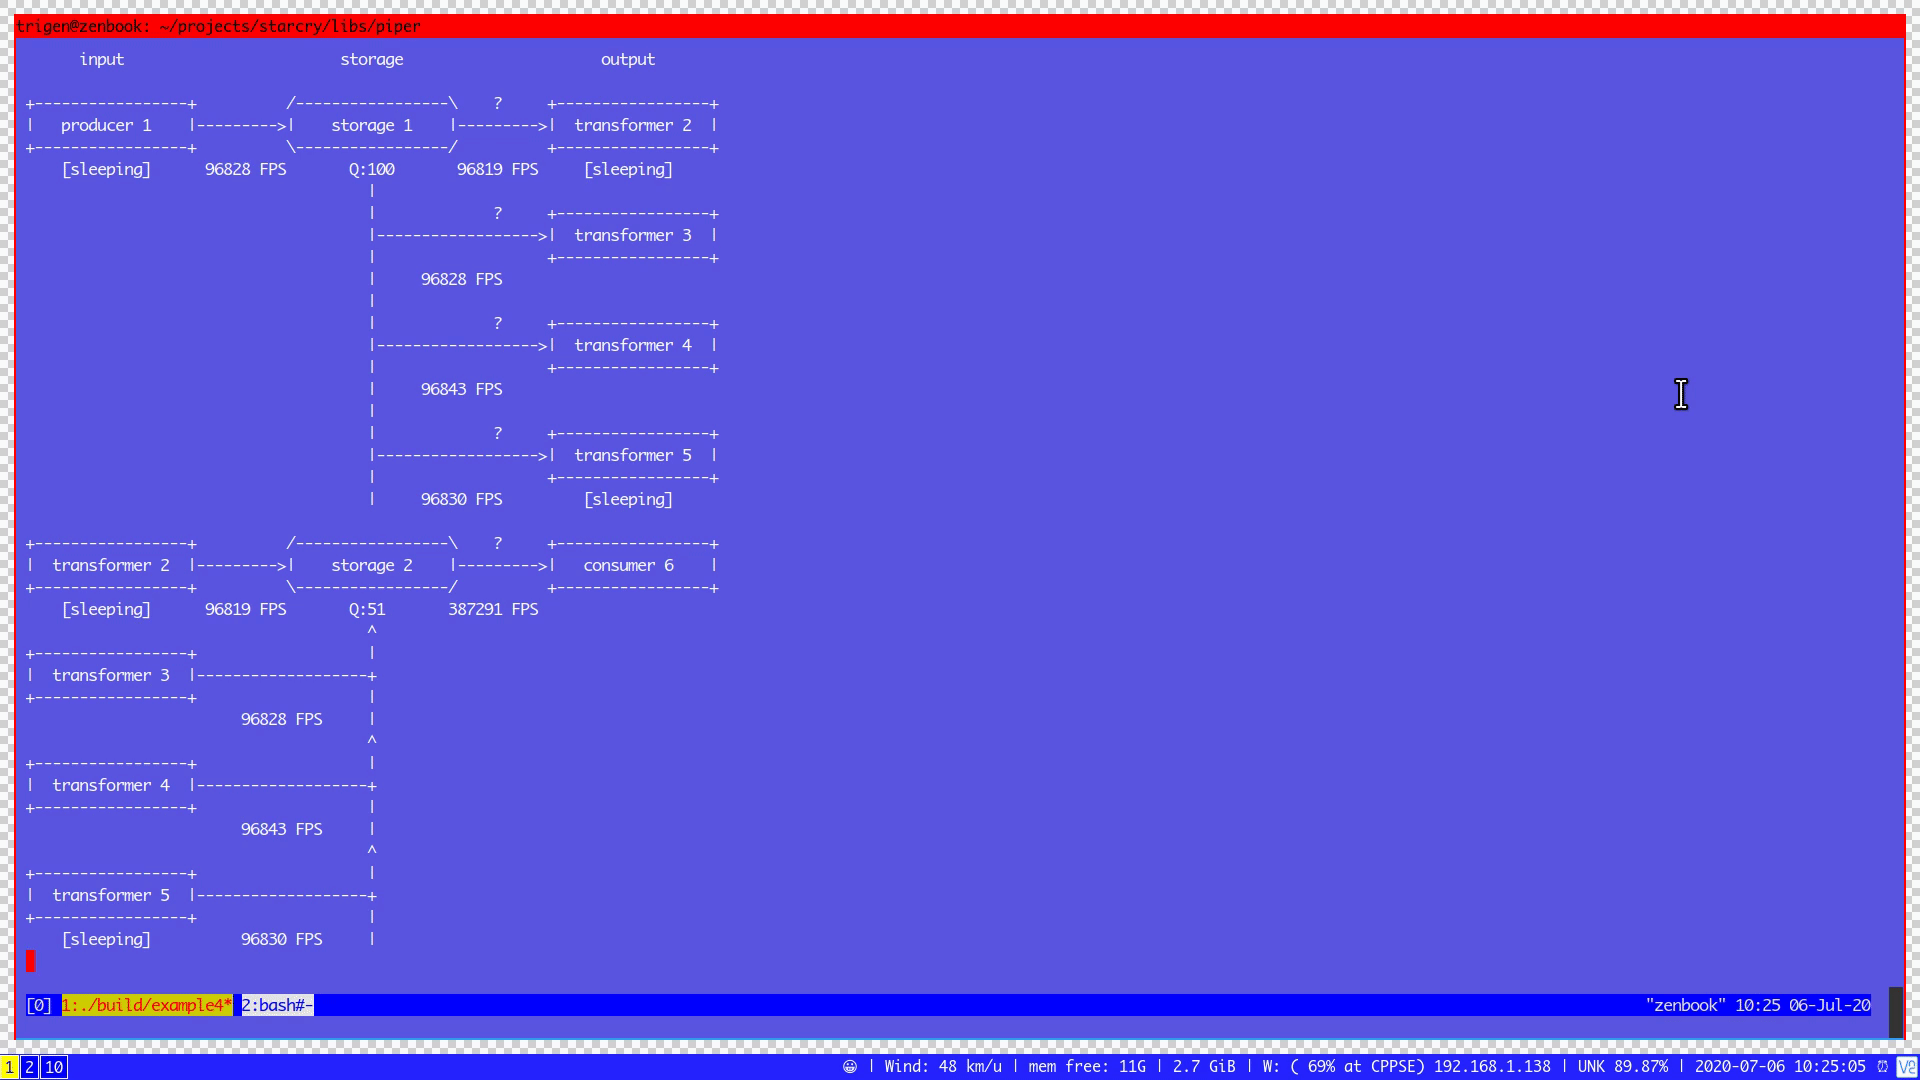 trigen@zenbook: ~/projects/starcry/libs/piper
      input                        storage                      output

+-----------------+          /-----------------\    ?     +-----------------+
|   producer 1    |--------->|    storage 1    |--------->|  transformer 2  |
+-----------------+          \-----------------/          +-----------------+
    [sleeping]      96828 FPS       Q:100       96819 FPS     [sleeping]
                                      |
                                      |             ?     +-----------------+
                                      |------------------>|  transformer 3  |
                                      |                   +-----------------+
                                      |     96828 FPS
                                      |
                                      |             ?     +-----------------+
                                      |------------------>|  transformer 4  |
                                      |                   +-----------------+
                                      |     96843 FPS
                                      |
                                      |             ?     +-----------------+
                                      |------------------>|  transformer 5  |
                                      |                   +-----------------+
                                      |     96830 FPS         [sleeping]

+-----------------+          /-----------------\    ?     +-----------------+
|  transformer 2  |--------->|    storage 2    |--------->|   consumer 6    |
+-----------------+          \-----------------/          +-----------------+
    [sleeping]      96819 FPS       Q:51       387291 FPS
                                      ^
+-----------------+                   |
|  transformer 3  |-------------------+
+-----------------+                   |
                        96828 FPS     |
                                      ^
+-----------------+                   |
|  transformer 4  |-------------------+
+-----------------+                   |
                        96843 FPS     |
                                      ^
+-----------------+                   |
|  transformer 5  |-------------------+
+-----------------+                   |
    [sleeping]          96830 FPS     |
[0] 1:./build/example4* 2:bash#- "zenbook" 10:25 06-Jul-20
1 2 10 😀 | Wind: 48 km/u | mem free: 11G | 2.7 GiB | W: ( 69% at CPPSE) 192.168.1.138 | UNK 89.87% | 2020-07-06 10:25:05 ⏰ V2